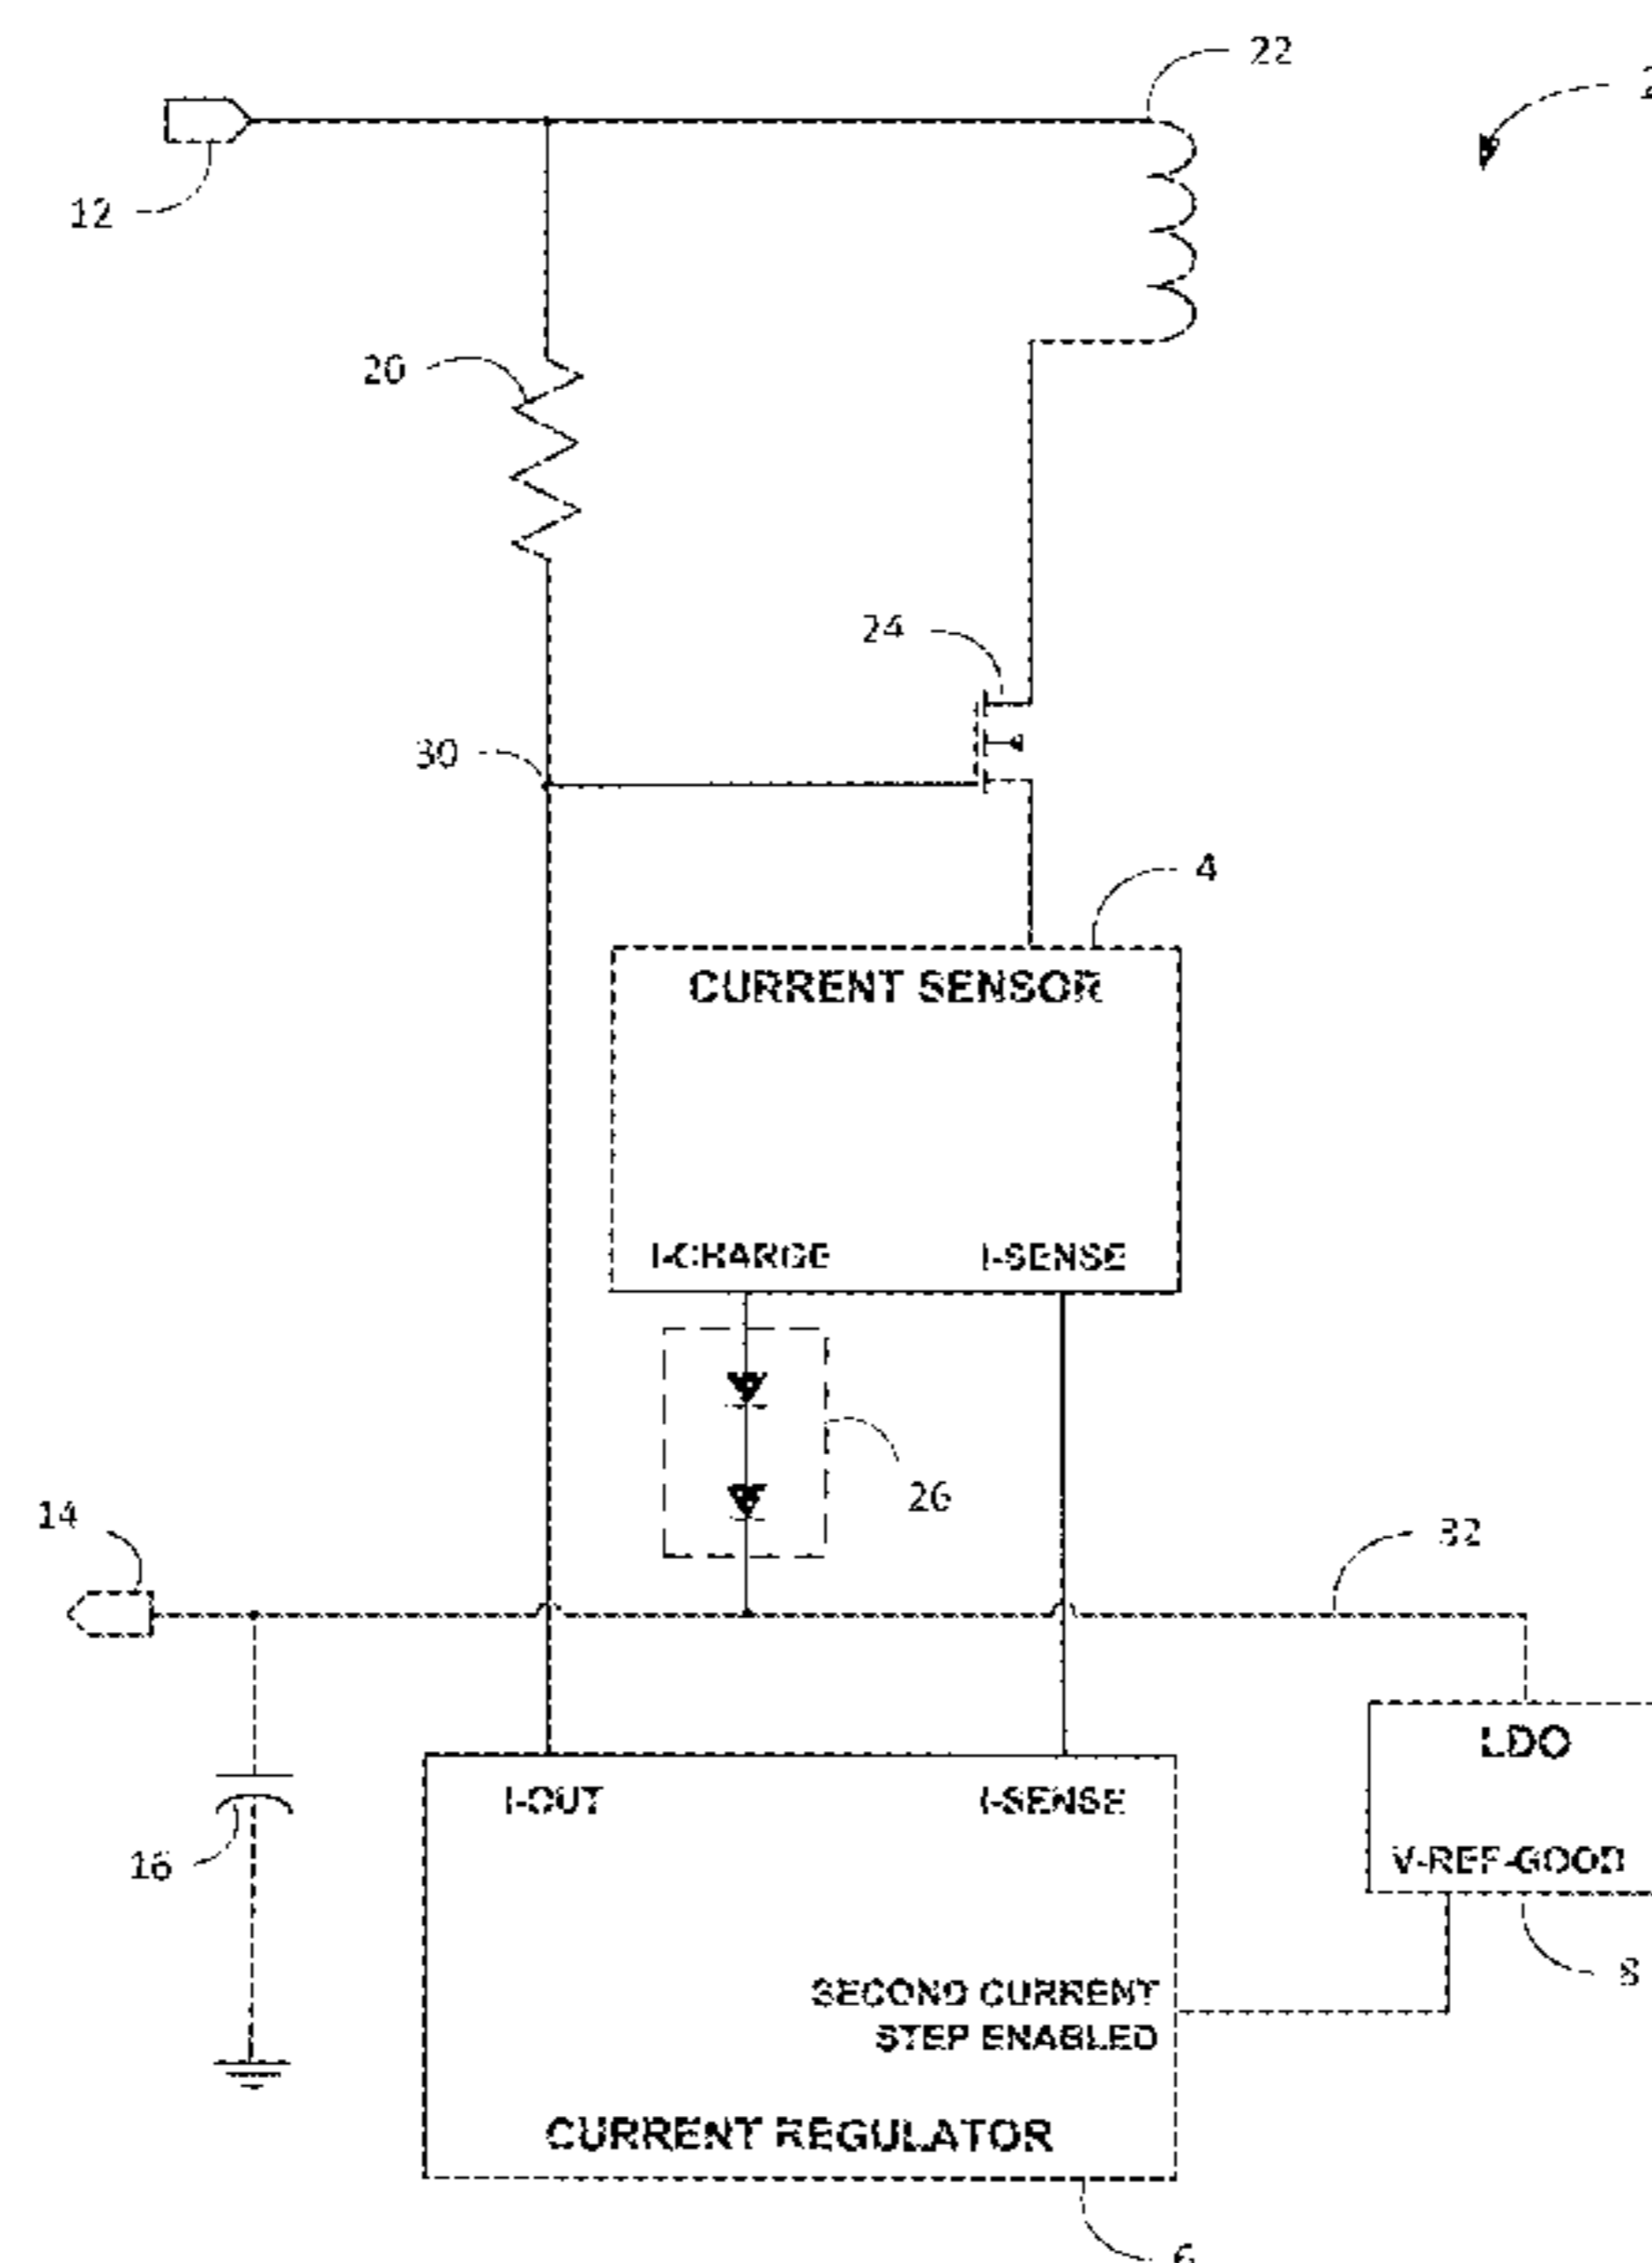 22
2
12
20
24
30
4
CURRENT SENSOR
I-CHARGE
I-SENSE
26
14
32
LDO
I-OUT
I-SENSE
V-REF-GOOD
16
8
SECOND CURRENT
STEP ENABLED
CURRENT REGULATOR
6